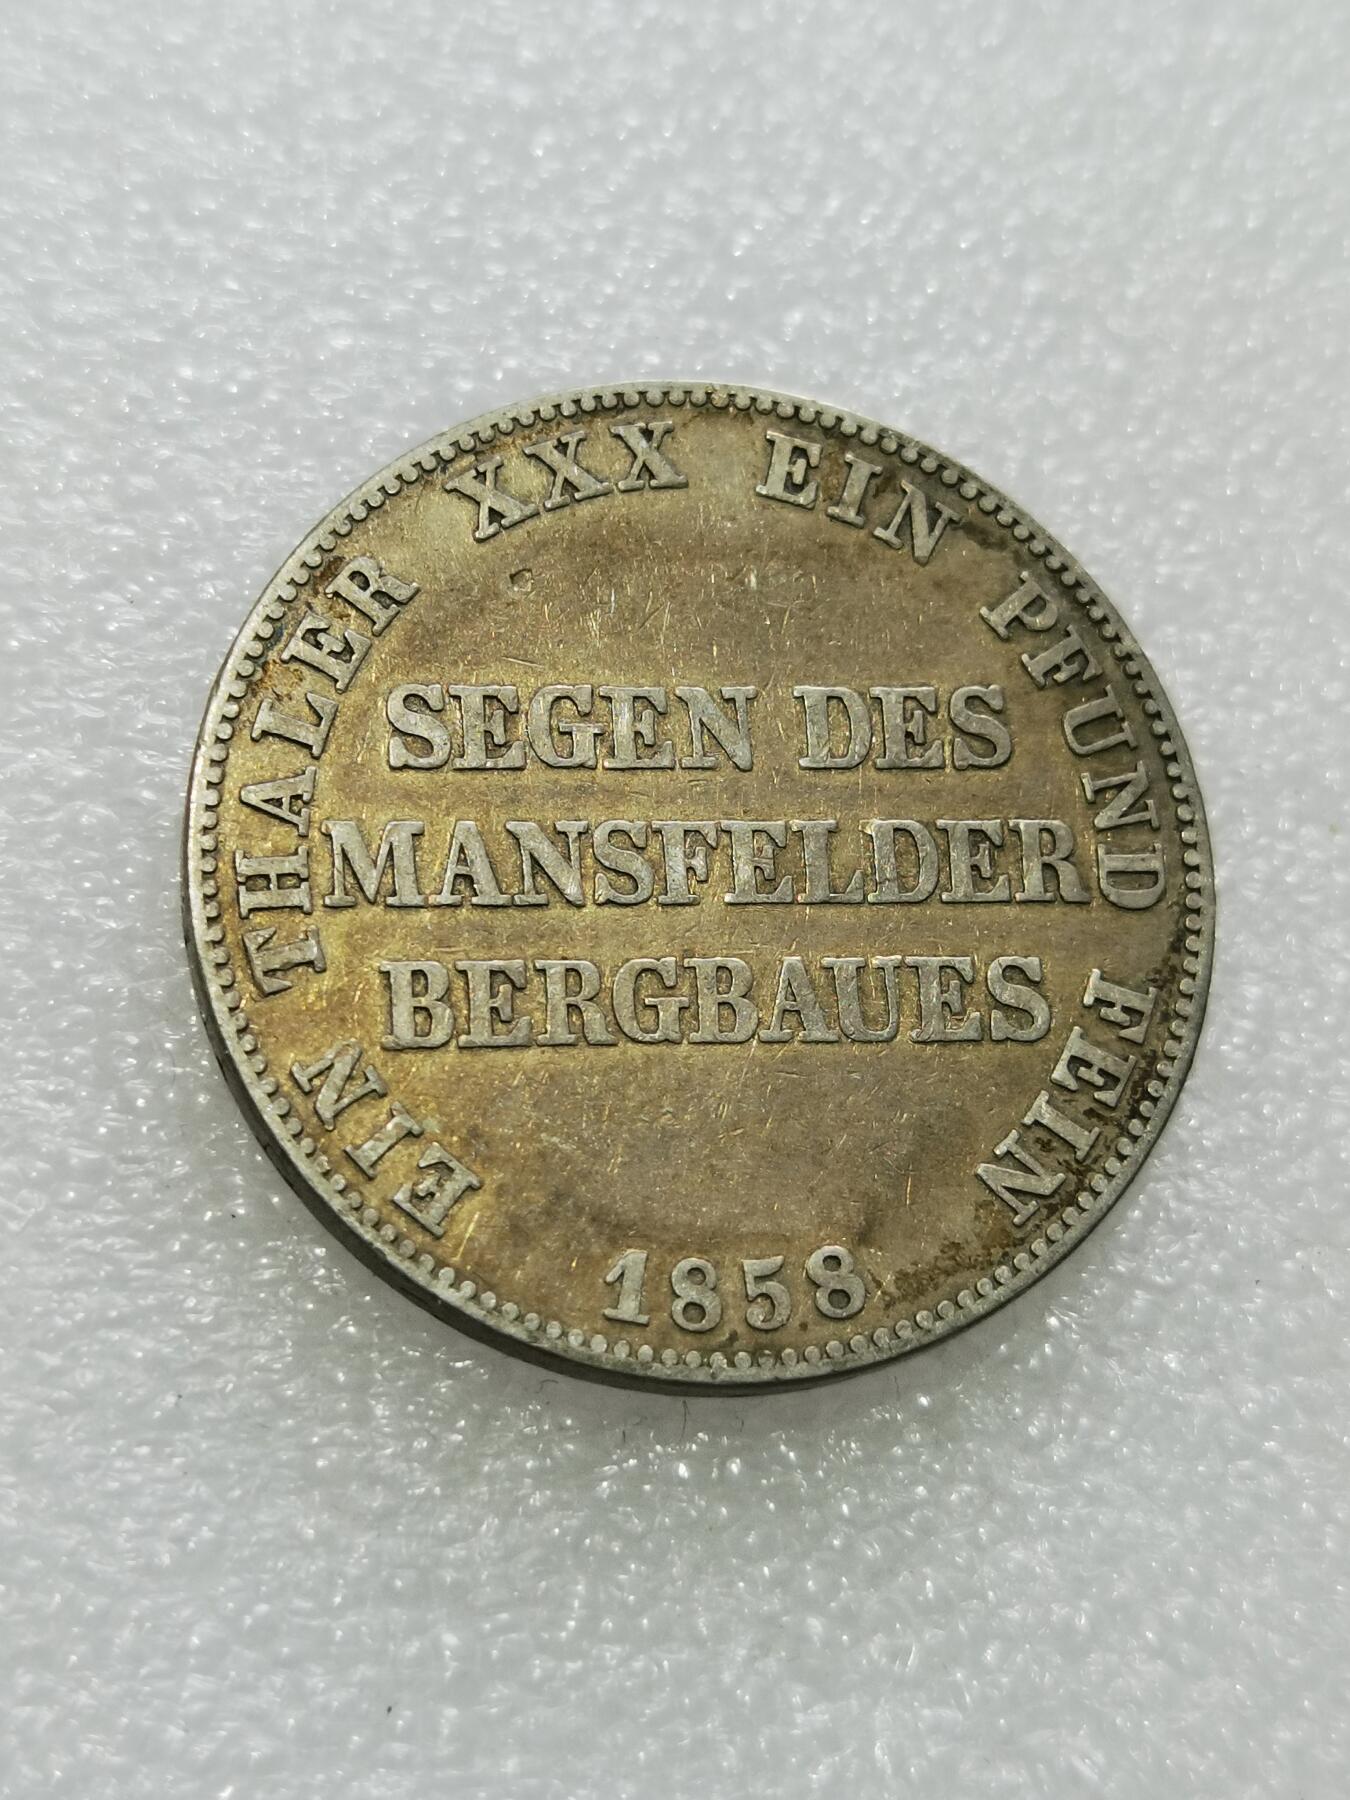 EIN THALER XXX EIN PFUND FEIN
SEGEN DES
MANSFELDER
BERGBAUES
1858